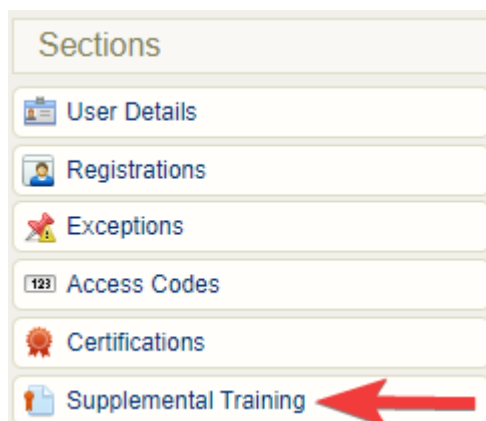 Sections
User Details
Registrations
Exceptions
123 Access Codes
Certifications
Supplemental Training